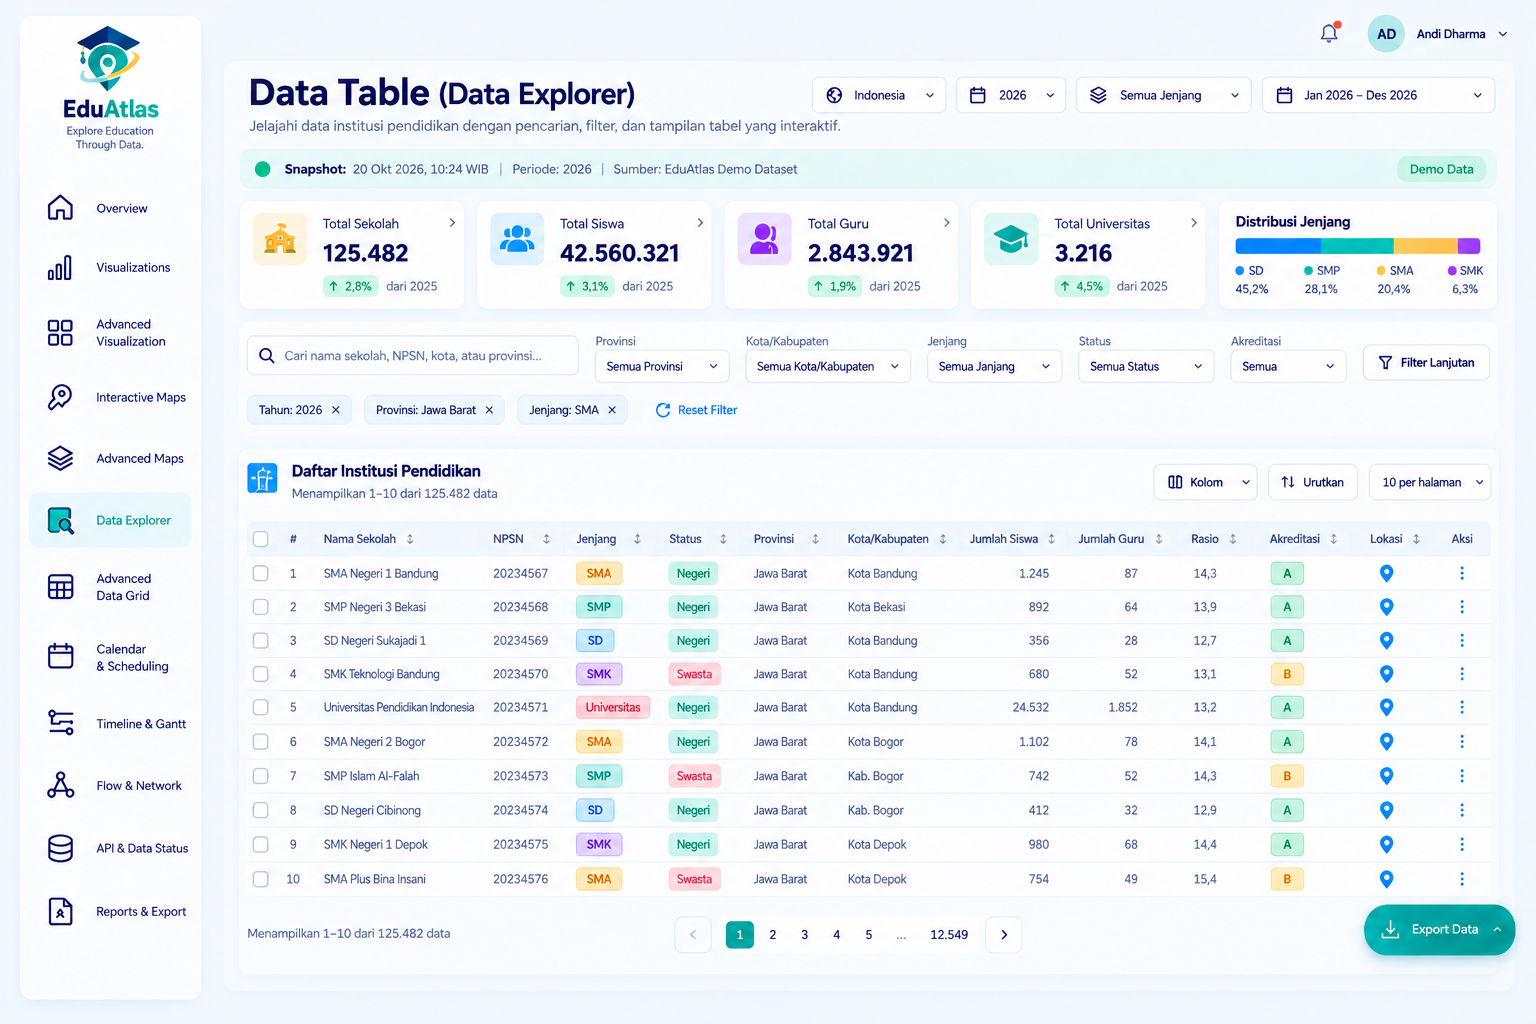 EduAtlas
Explore Education
Through Data.
Overview
Visualizations
Advanced
Visualization
Interactive Maps
Advanced Maps
Data Explorer
Advanced
Data Grid
Calendar
& Scheduling
Timeline & Gantt
Flow & Network
API & Data Status
Reports & Export
AD Andi Dharma
Data Table (Data Explorer)
Indonesia 2026 Semua Jenjang Jan 2026 – Des 2026
Jelajahi data institusi pendidikan dengan pencarian, filter, dan tampilan tabel yang interaktif.
Snapshot: 20 Okt 2026, 10:24 WIB | Periode: 2026 | Sumber: EduAtlas Demo Dataset Demo Data
Total Sekolah
125.482
↑ 2,8% dari 2025
Total Siswa
42.560.321
↑ 3,1% dari 2025
Total Guru
2.843.921
↑ 1,9% dari 2025
Total Universitas
3.216
↑ 4,5% dari 2025
Distribusi Jenjang
SD SMP SMA SMK
45,2% 28,1% 20,4% 6,3%
Cari nama sekolah, NPSN, kota, atau provinsi...
Provinsi
Semua Provinsi
Kota/Kabupaten
Semua Kota/Kabupaten
Jenjang
Semua Janjang
Status
Semua Status
Akreditasi
Semua
Filter Lanjutan
Tahun: 2026 × Provinsi: Jawa Barat × Jenjang: SMA × Reset Filter
Daftar Institusi Pendidikan
Menampilkan 1–10 dari 125.482 data
Kolom Urutkan 10 per halaman
# Nama Sekolah NPSN Jenjang Status Provinsi Kota/Kabupaten Jumlah Siswa Jumlah Guru Rasio Akreditasi Lokasi Aksi
1 SMA Negeri 1 Bandung 20234567 SMA Negeri Jawa Barat Kota Bandung 1.245 87 14,3 A
2 SMP Negeri 3 Bekasi 20234568 SMP Negeri Jawa Barat Kota Bekasi 892 64 13,9 A
3 SD Negeri Sukajadi 1 20234569 SD Negeri Jawa Barat Kota Bandung 356 28 12,7 A
4 SMK Teknologi Bandung 20234570 SMK Swasta Jawa Barat Kota Bandung 680 52 13,1 B
5 Universitas Pendidikan Indonesia 20234571 Universitas Negeri Jawa Barat Kota Bandung 24.532 1.852 13,2 A
6 SMA Negeri 2 Bogor 20234572 SMA Negeri Jawa Barat Kota Bogor 1.102 78 14,1 A
7 SMP Islam Al-Falah 20234573 SMP Swasta Jawa Barat Kab. Bogor 742 52 14,3 B
8 SD Negeri Cibinong 20234574 SD Negeri Jawa Barat Kab. Bogor 412 32 12,9 A
9 SMK Negeri 1 Depok 20234575 SMK Negeri Jawa Barat Kota Depok 980 68 14,4 A
10 SMA Plus Bina Insani 20234576 SMA Swasta Jawa Barat Kota Depok 754 49 15,4 B
Menampilkan 1–10 dari 125.482 data
1 2 3 4 5 ... 12.549
Export Data